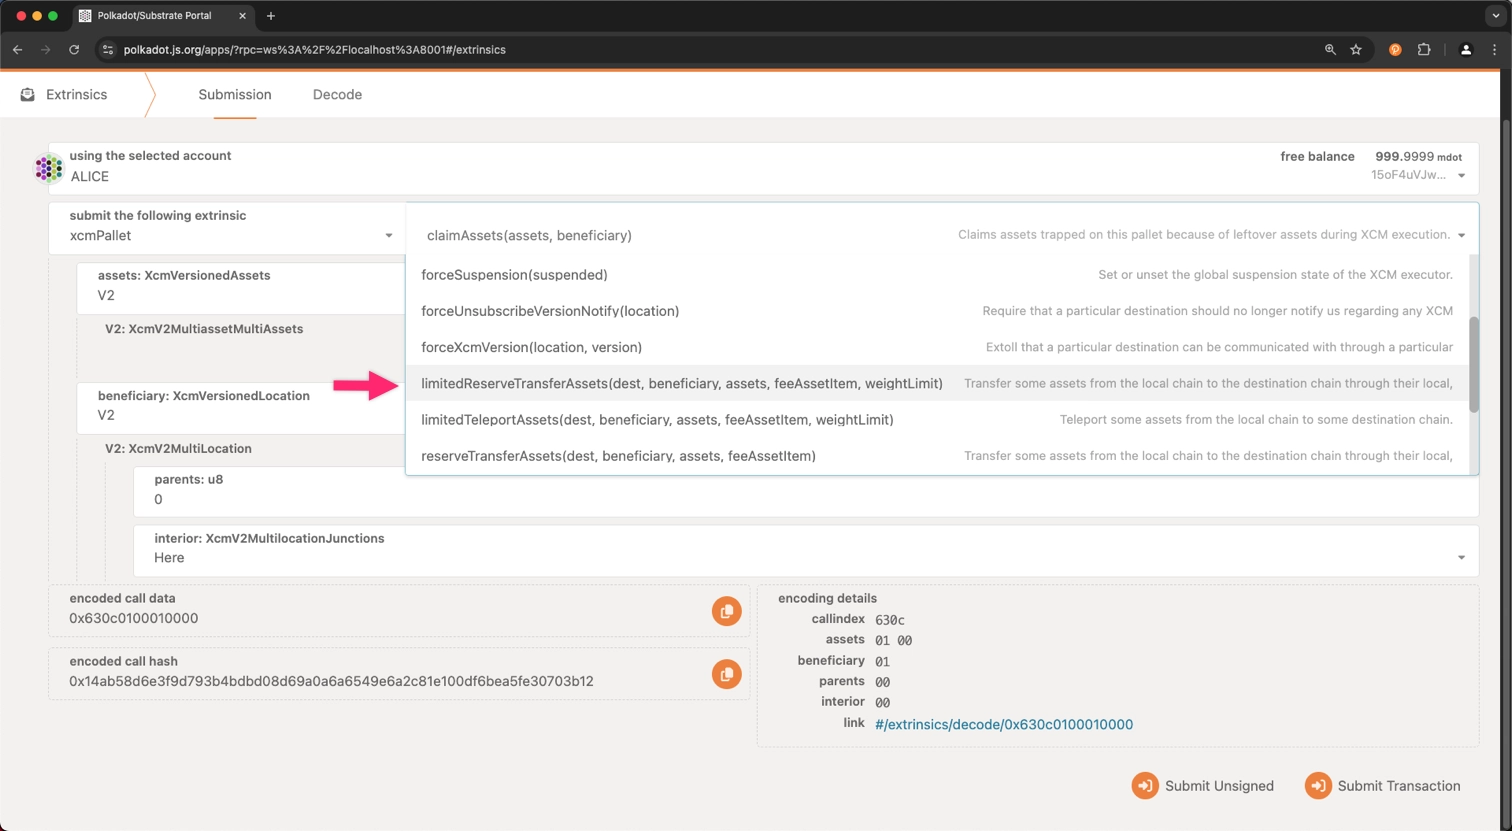 Polkadot/Substrate Portal
polkadot.js.org/apps/?rpc=ws%3A%2F%2Flocalhost%3A8001#/extrinsics
Extrinsics
Submission
Decode
using the selected account
ALICE
free balance 999.9999 mdot
15oF4uVJw...
submit the following extrinsic
xcmPallet
claimAssets(assets, beneficiary)
Claims assets trapped on this pallet because of leftover assets during XCM execution.
assets: XcmVersionedAssets
V2
V2: XcmV2MultiassetMultiAssets
beneficiary: XcmVersionedLocation
V2
V2: XcmV2MultiLocation
forceSuspension(suspended)
Set or unset the global suspension state of the XCM executor.
forceUnsubscribeVersionNotify(location)
Require that a particular destination should no longer notify us regarding any XCM
forceXcmVersion(location, version)
Extoll that a particular destination can be communicated with through a particular
limitedReserveTransferAssets(dest, beneficiary, assets, feeAssetItem, weightLimit)
Transfer some assets from the local chain to the destination chain through their local,
limitedTeleportAssets(dest, beneficiary, assets, feeAssetItem, weightLimit)
Teleport some assets from the local chain to some destination chain.
reserveTransferAssets(dest, beneficiary, assets, feeAssetItem)
Transfer some assets from the local chain to the destination chain through their local,
parents: u8
0
interior: XcmV2MultilocationJunctions
Here
encoded call data
0x630c0100010000
encoded call hash
0x14ab58d6e3f9d793b4bdbd08d69a0a6a6549e6a2c81e100df6bea5fe30703b12
encoding details
callindex 630c
assets 01 00
beneficiary 01
parents 00
interior 00
link #/extrinsics/decode/0x630c0100010000
Submit Unsigned
Submit Transaction